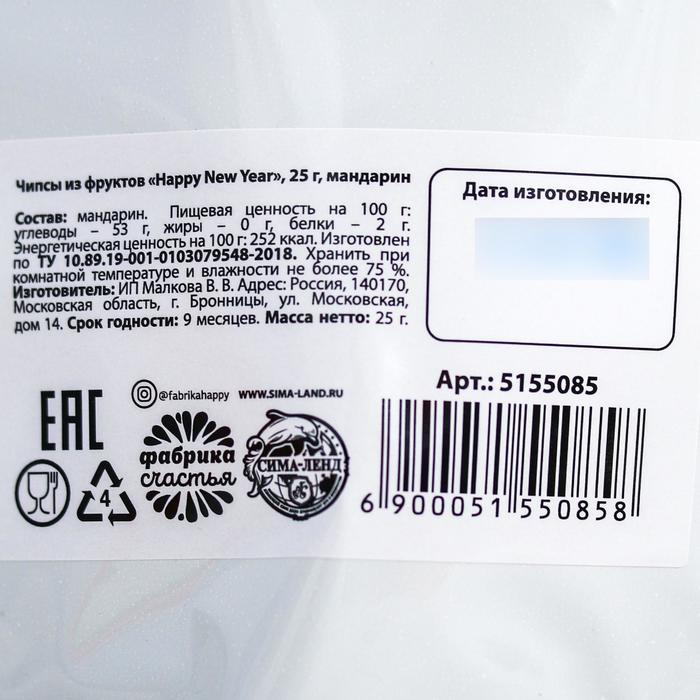 Чипсы из фруктов «Happy New Year», 25 г, мандарин
Состав: мандарин. Пищевая ценность на 100 г:
углеводы – 53 г, жиры – 0 г, белки – 2 г.
Энергетическая ценность на 100 г: 252 ккал. Изготовлен
по ТУ 10.89.19-001-0103079548-2018. Хранить при
комнатной температуре и влажности не более 75 %.
Изготовитель: ИП Малкова В. В. Адрес: Россия, 140170,
Московская область, г. Бронницы, ул. Московская,
дом 14. Срок годности: 9 месяцев. Масса нетто: 25 г.
Дата изготовления:
Арт.: 5155085
EAC
@fabrikahappy
WWW.SIMA-LAND.RU
фабрика
счастья
СИМА-ЛЕНД
4
6 900051 550858